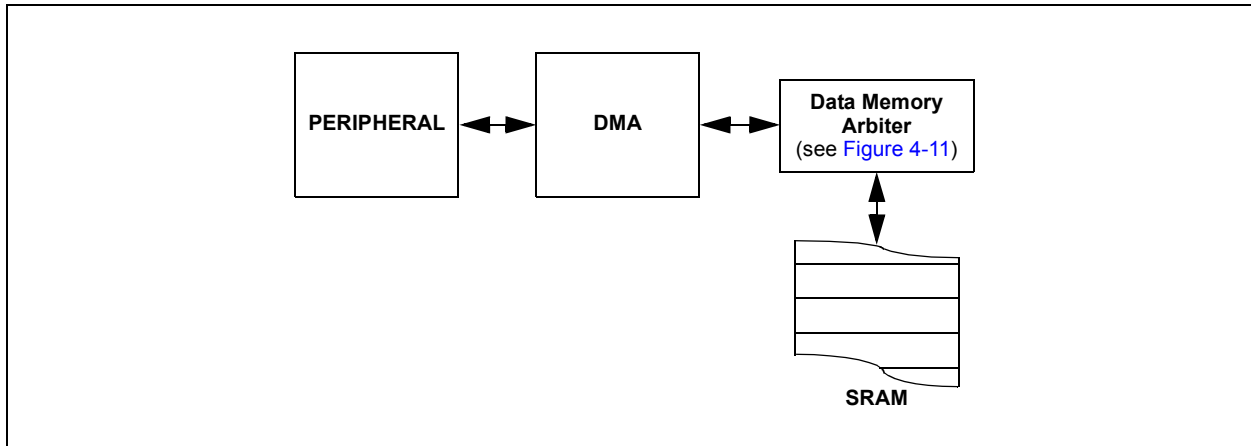 PERIPHERAL
DMA
Data Memory
Arbiter
(see Figure 4-11)
SRAM